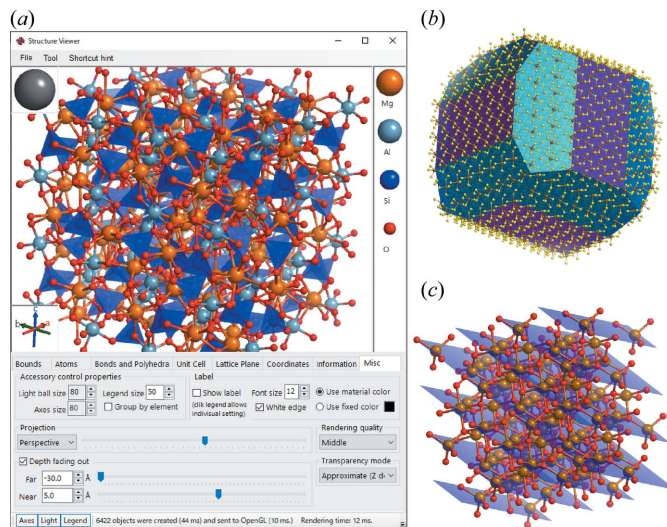 (a)
Structure Viewer
File Tool Shortcut hint
Mg
Al
Si
O
c
b a
Bounds Atoms Bonds and Polyhedra Unit Cell Lattice Plane Coordinates Information Misc
Accessory control properties
Light ball size 80 Legend size 50
Axes size 80 Group by element
Label
Show label Font size 12 Use material color
(clik legend allows indivisual setting) White edge Use fixed color
Projection
Perspective
Rendering quality
Middle
Depth fading out
Far -30.0 Å
Near 5.0 Å
Transparency mode
Approximate (Z d
Axes Light Legend 6422 objects were created (44 ms) and sent to OpenGL (10 ms.) Rendering time: 12 ms.
(b)
(c)